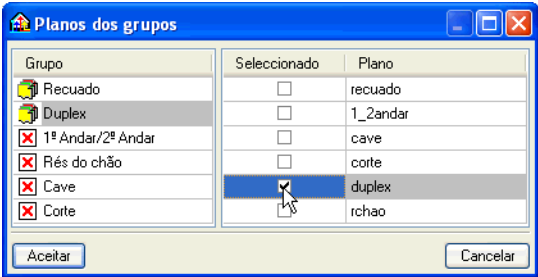 Planos dos grupos
Grupo
Recuado
Duplex
1º Andar/2º Andar
Rés do chão
Cave
Corte
Seleccionado Plano
recuado
1_2andar
cave
corte
duplex
rchao
Aceitar
Cancelar